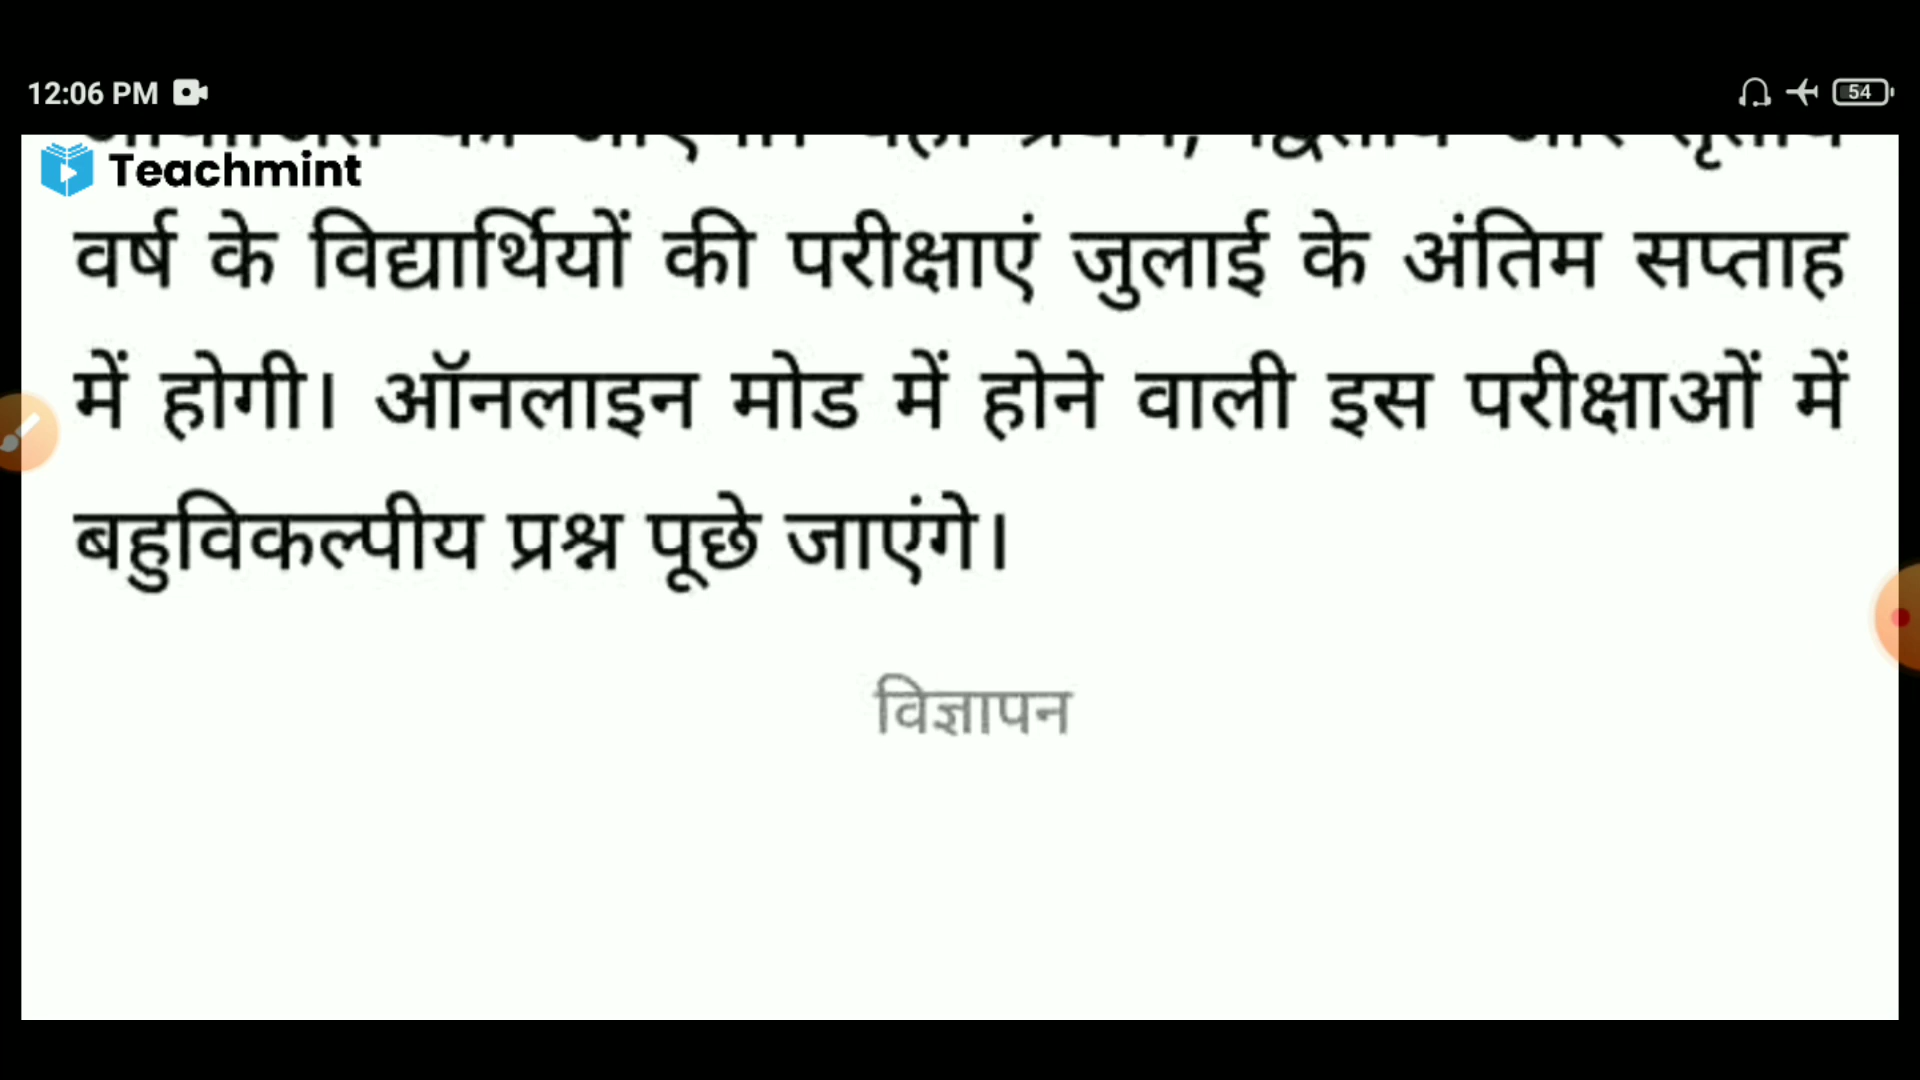 12:06 PM
54
Teachmint
वर्ष के विद्यार्थियों की परीक्षाएं जुलाई के अंतिम सप्ताह
में होगी। ऑनलाइन मोड में होने वाली इस परीक्षाओं में
बहुविकल्पीय प्रश्न पूछे जाएंगे।
विज्ञापन